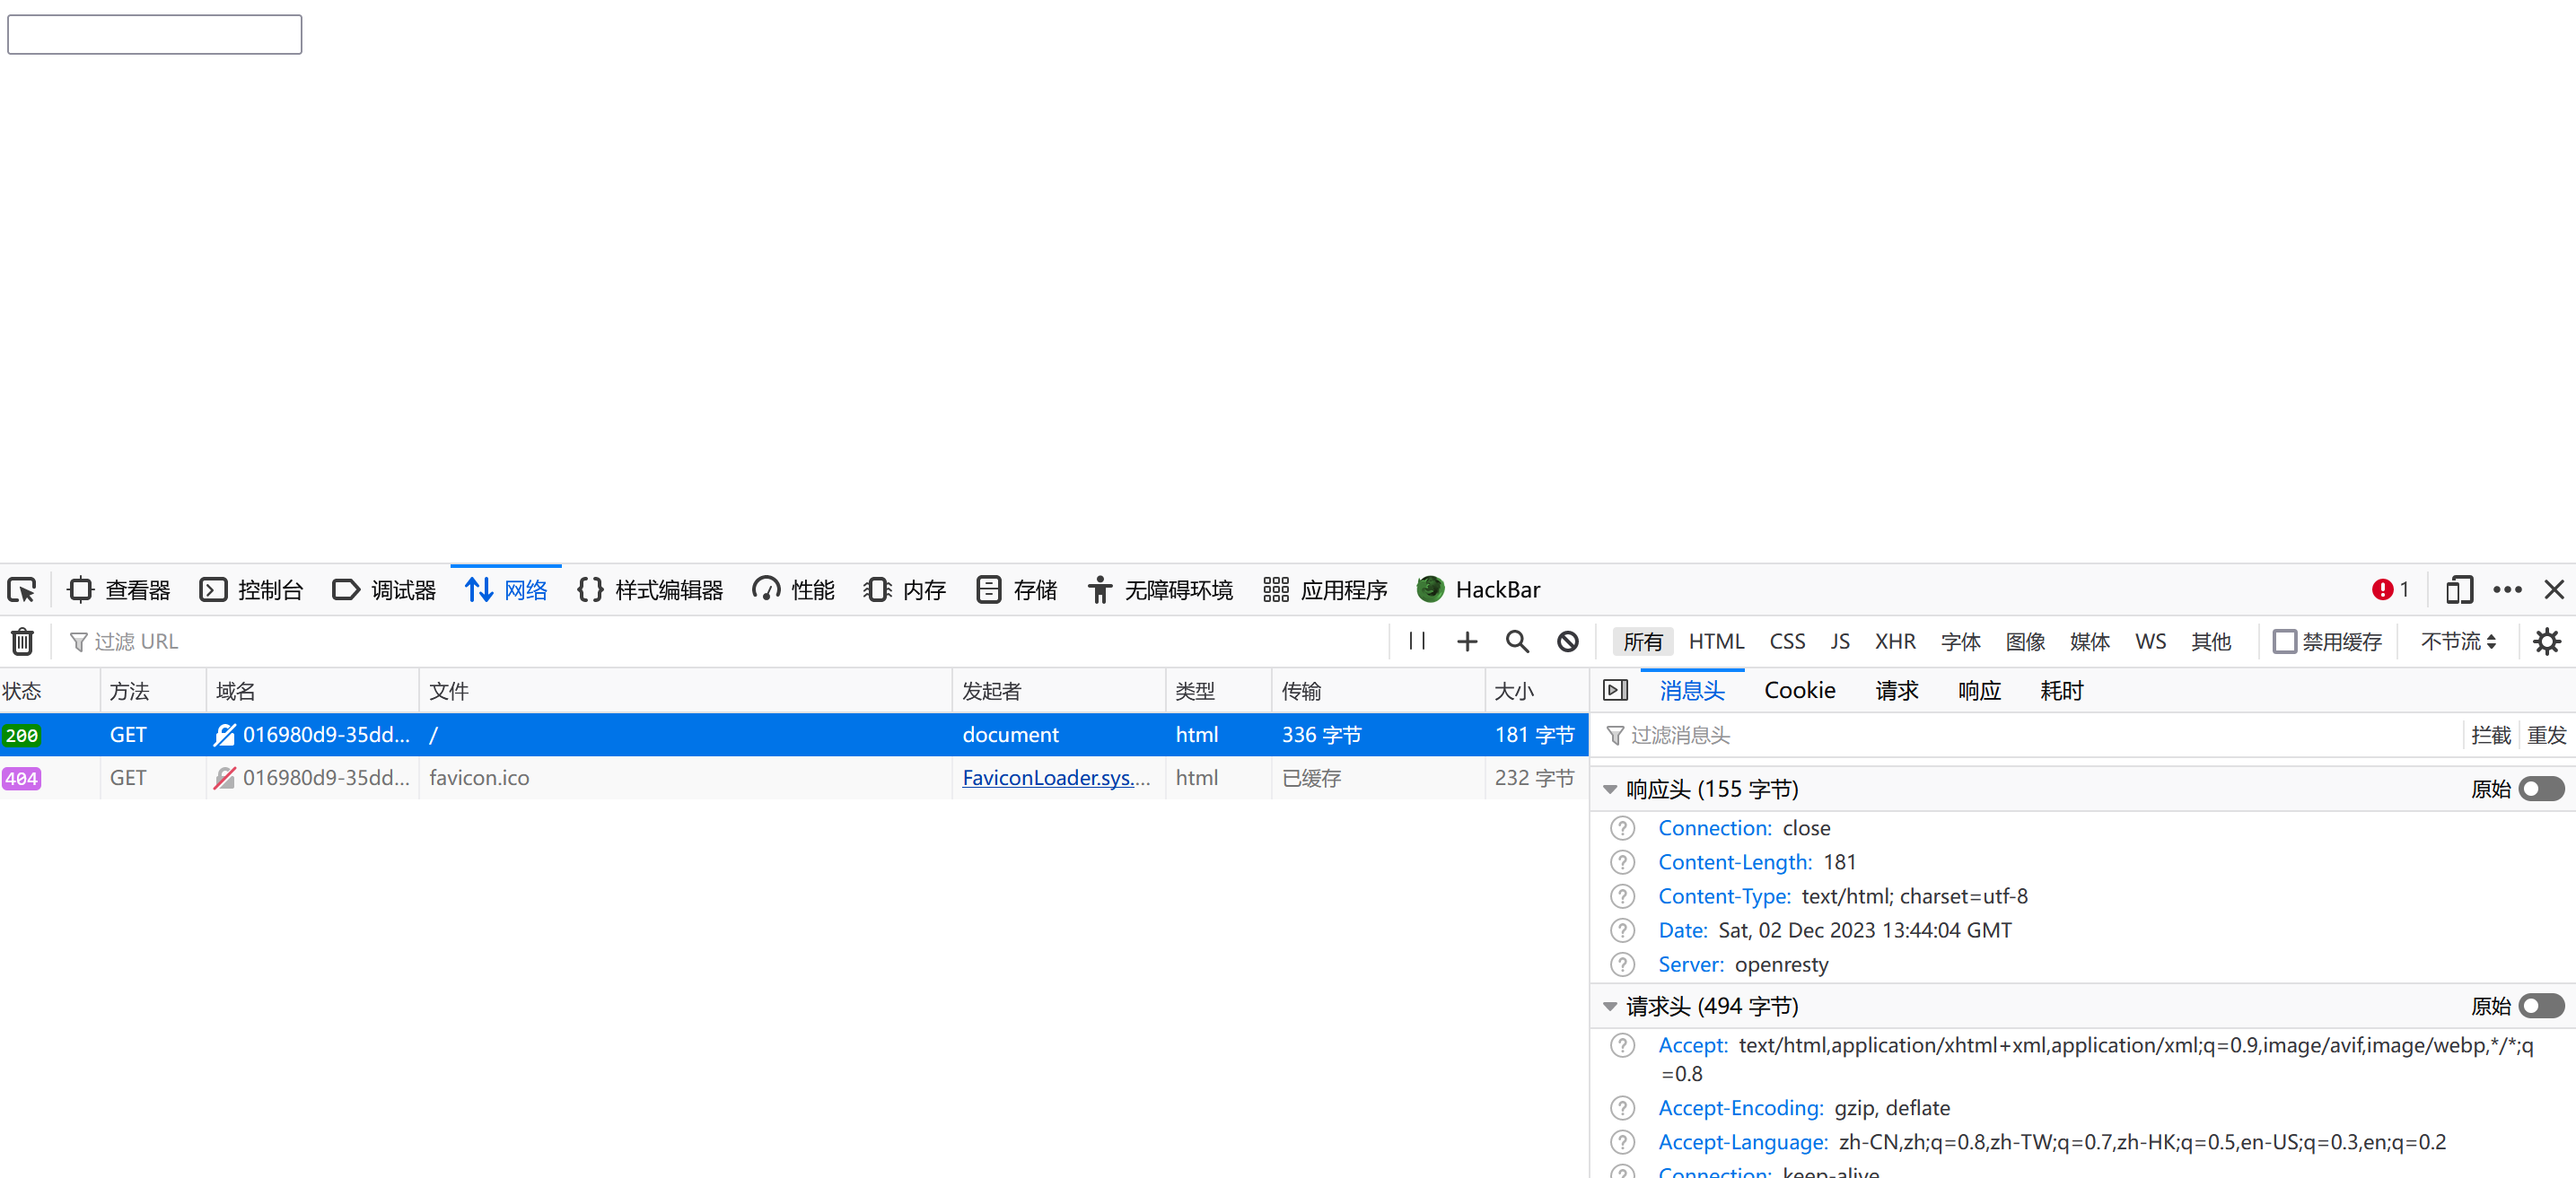 查看器 控制台 调试器 网络 样式编辑器 性能 内存 存储 无障碍环境 应用程序 HackBar 1
过滤 URL 所有 HTML CSS JS XHR 字体 图像 媒体 WS 其他 禁用缓存 不节流
状态 方法 域名 文件 发起者 类型 传输 大小
200 GET 016980d9-35dd... / document html 336 字节 181 字节
404 GET 016980d9-35dd... favicon.ico FaviconLoader.sys.... html 已缓存 232 字节
消息头 Cookie 请求 响应 耗时
过滤消息头 拦截 重发
响应头 (155 字节) 原始
Connection: close
Content-Length: 181
Content-Type: text/html; charset=utf-8
Date: Sat, 02 Dec 2023 13:44:04 GMT
Server: openresty
请求头 (494 字节) 原始
Accept: text/html,application/xhtml+xml,application/xml;q=0.9,image/avif,image/webp,*/*;q
=0.8
Accept-Encoding: gzip, deflate
Accept-Language: zh-CN,zh;q=0.8,zh-TW;q=0.7,zh-HK;q=0.5,en-US;q=0.3,en;q=0.2
Connection: keep-alive